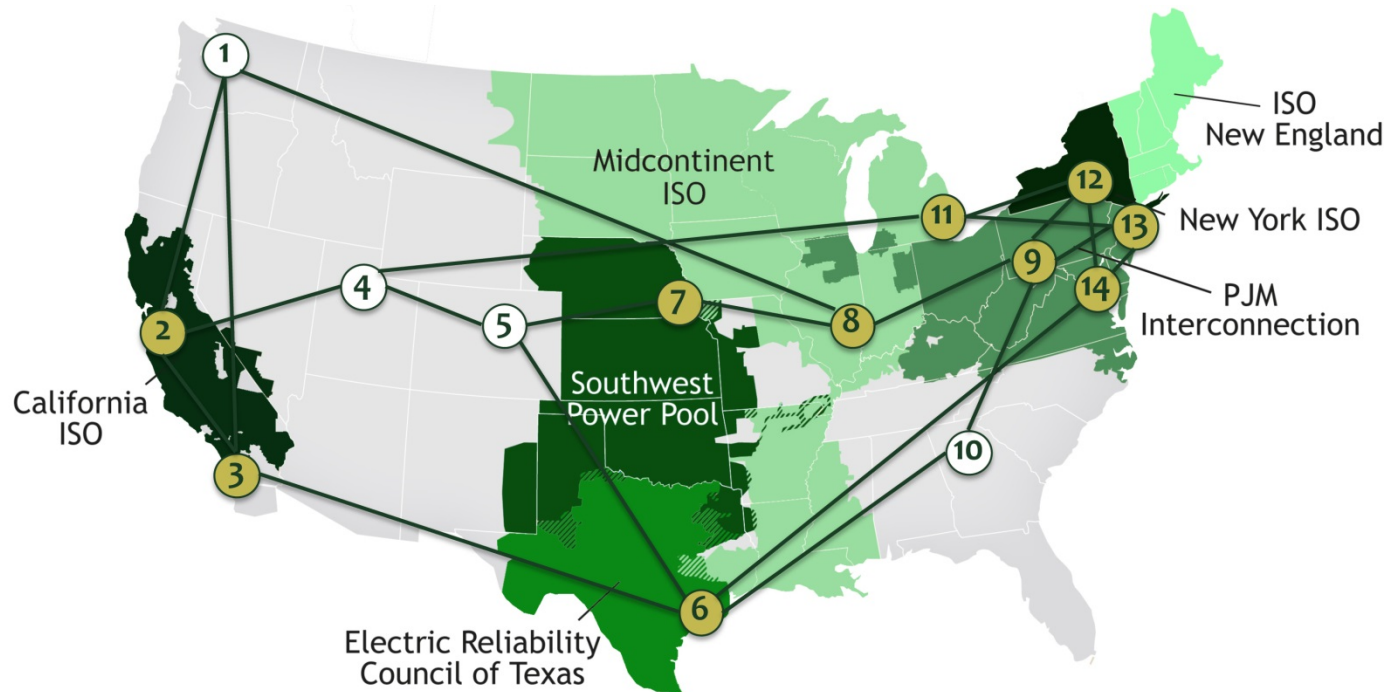 1
ISO
New England
Midcontinent
ISO
12
11
New York ISO
13
9
4
14
7
PJM
Interconnection
5
8
2
Southwest
Power Pool
California
ISO
10
3
6
Electric Reliability
Council of Texas